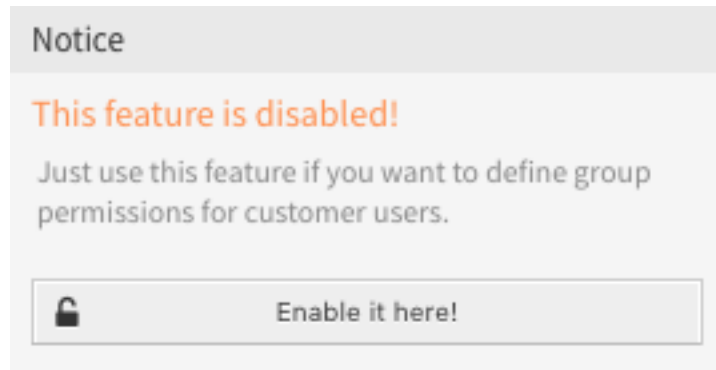 Notice
This feature is disabled!
Just use this feature if you want to define group
permissions for customer users.
Enable it here!